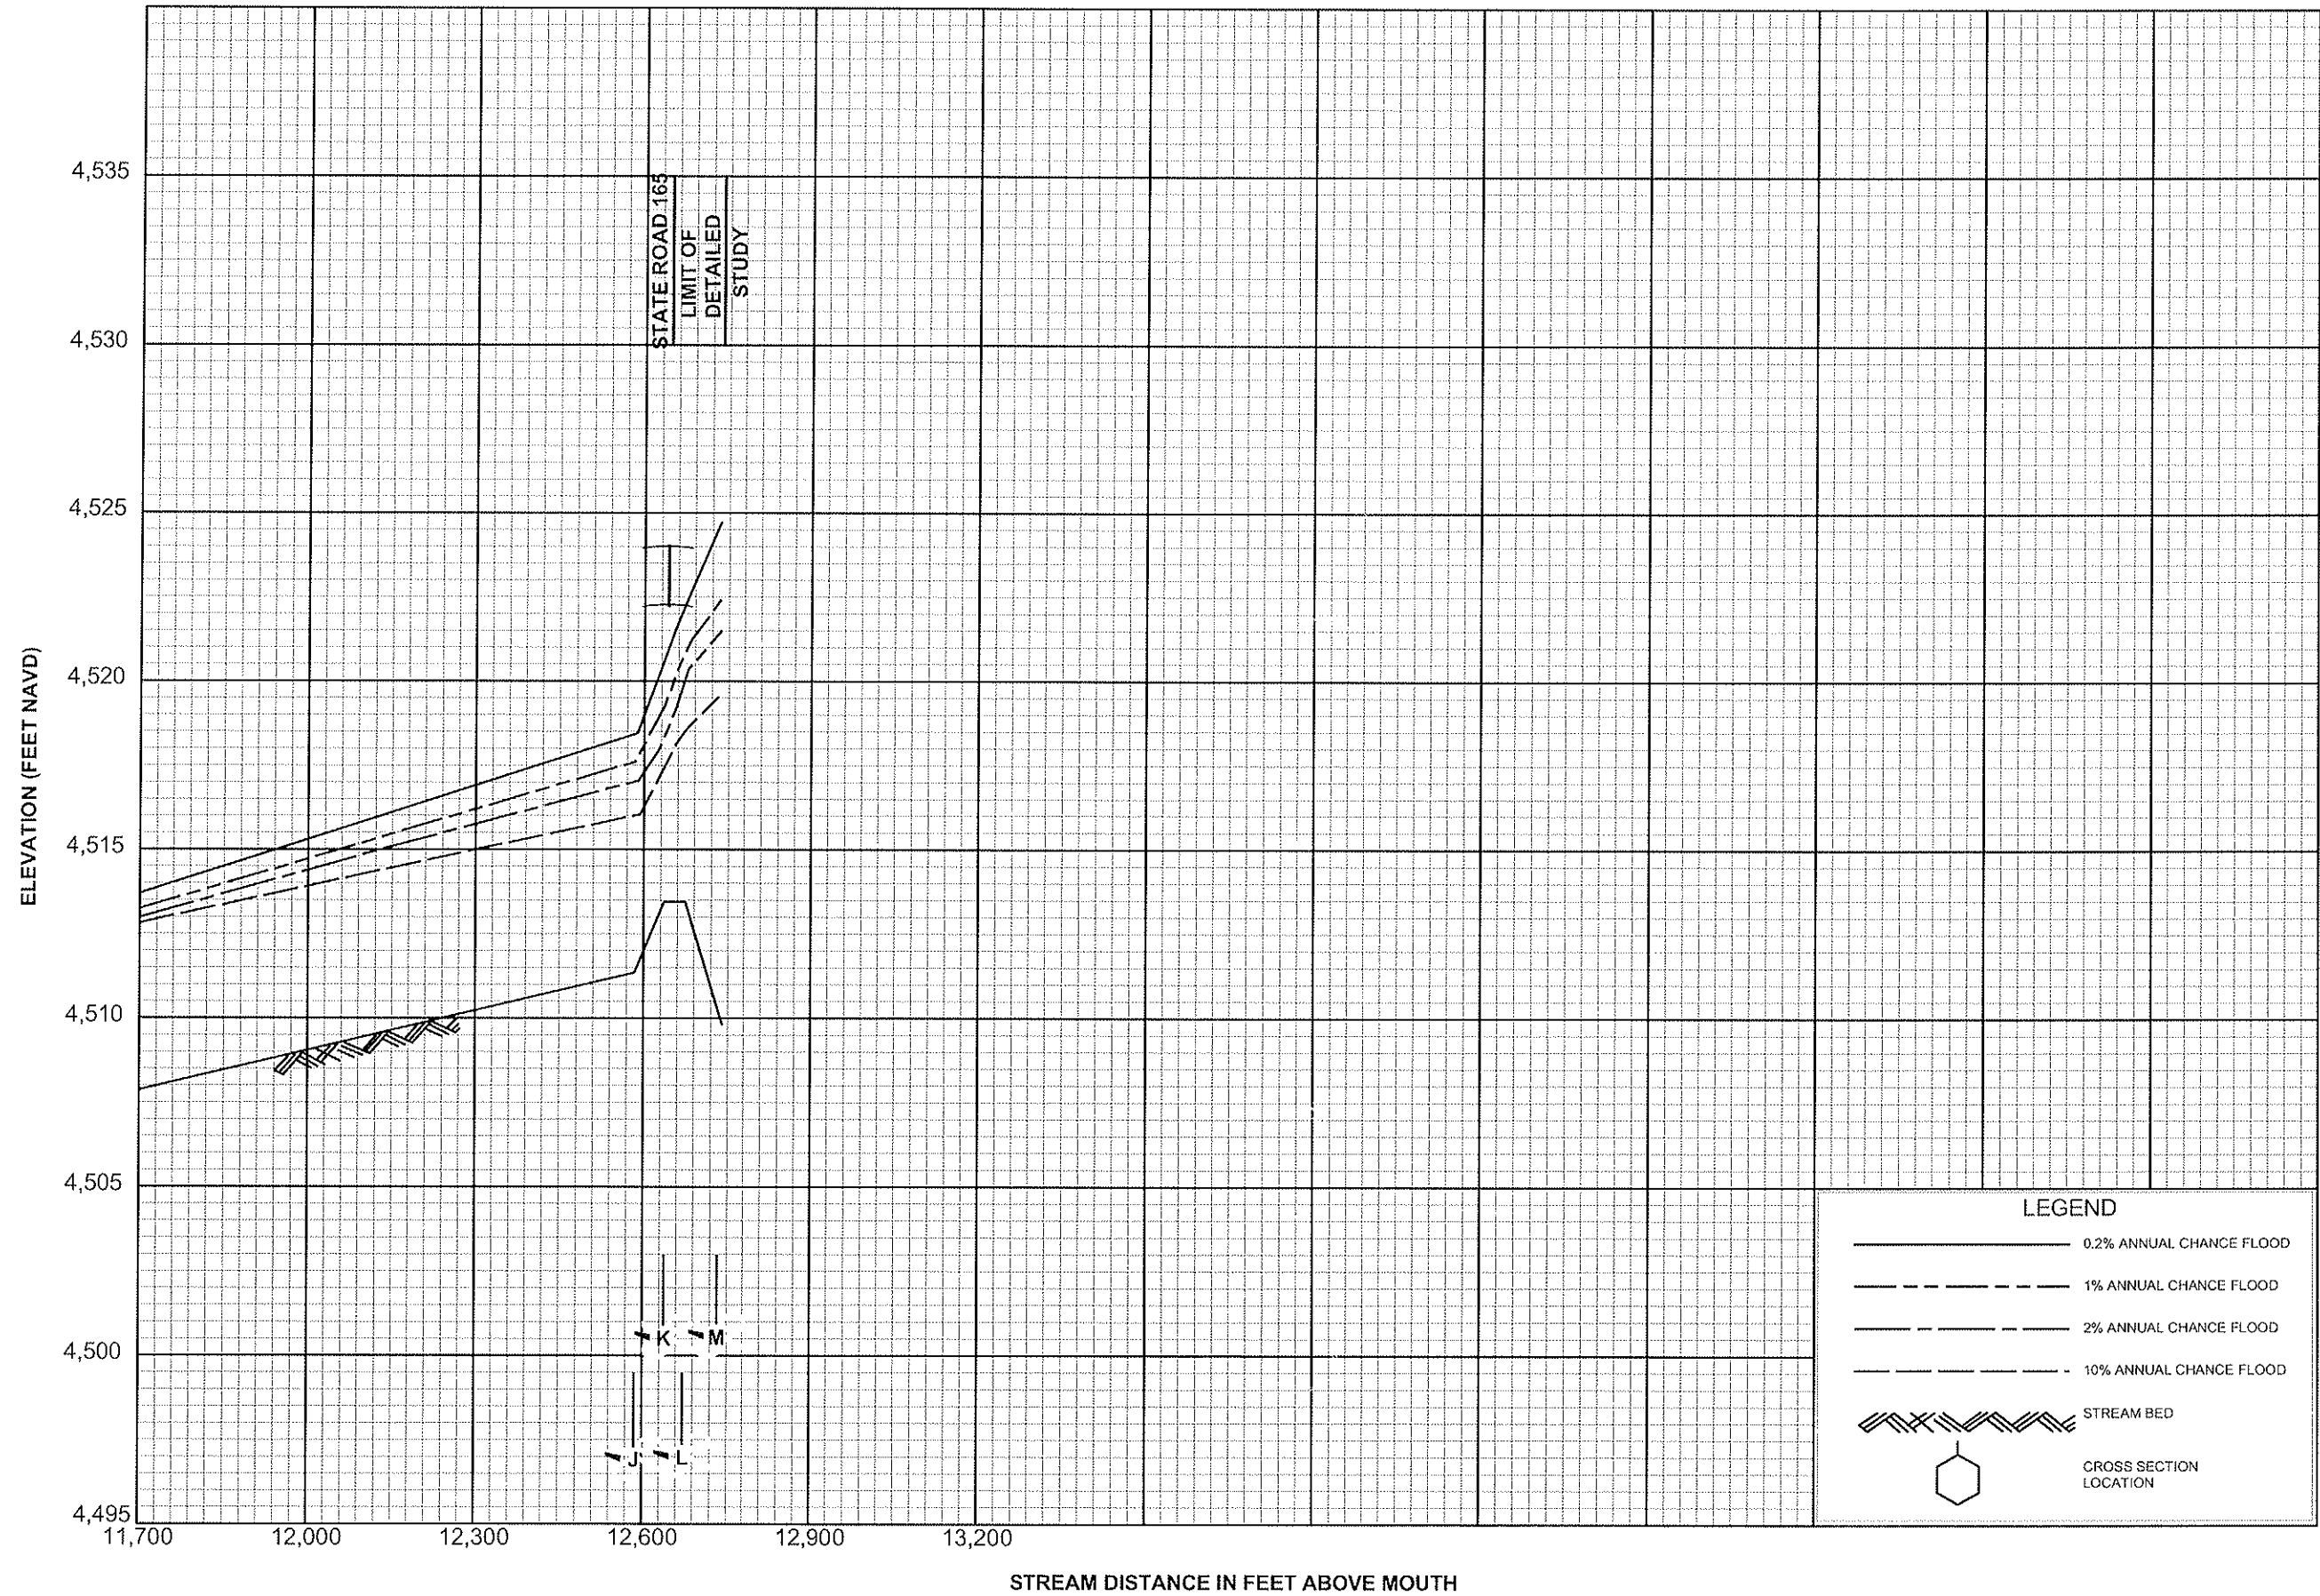 4,535
4,530
4,525
4,520
4,515
4,510
4,505
4,500
4,495
ELEVATION (FEET NAVD)
STATE ROAD 165
LIMIT OF
DETAILED
STUDY
K
M
J
L
LEGEND
0.2% ANNUAL CHANCE FLOOD
1% ANNUAL CHANCE FLOOD
2% ANNUAL CHANCE FLOOD
10% ANNUAL CHANCE FLOOD
STREAM BED
CROSS SECTION
LOCATION
11,700
12,000
12,300
12,600
12,900
13,200
STREAM DISTANCE IN FEET ABOVE MOUTH